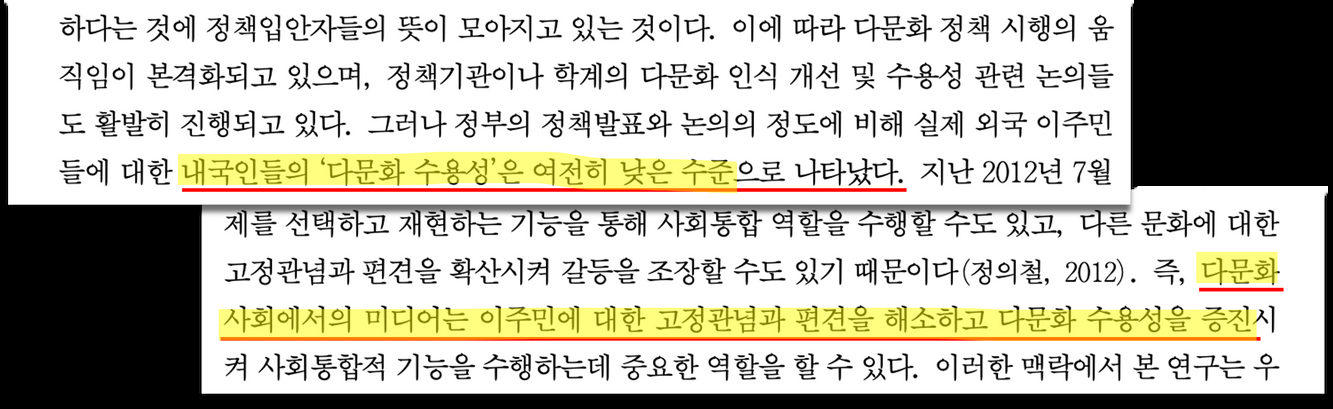 하다는 것에 정책입안자들의 뜻이 모아지고 있는 것이다. 이에 따라 다문화 정책 시행의 움
직임이 본격화되고 있으며, 정책기관이나 학계의 다문화 인식 개선 및 수용성 관련 논의들
도 활발히 진행되고 있다. 그러나 정부의 정책발표와 논의의 정도에 비해 실제 외국 이주민
들에 대한 내국인들의 ‘다문화 수용성’은 여전히 낮은 수준으로 나타났다. 지난 2012년 7월
제를 선택하고 재현하는 기능을 통해 사회통합 역할을 수행할 수도 있고, 다른 문화에 대한
고정관념과 편견을 확산시켜 갈등을 조장할 수도 있기 때문이다(정의철, 2012). 즉, 다문화
사회에서의 미디어는 이주민에 대한 고정관념과 편견을 해소하고 다문화 수용성을 증진시
켜 사회통합적 기능을 수행하는데 중요한 역할을 할 수 있다. 이러한 맥락에서 본 연구는 우